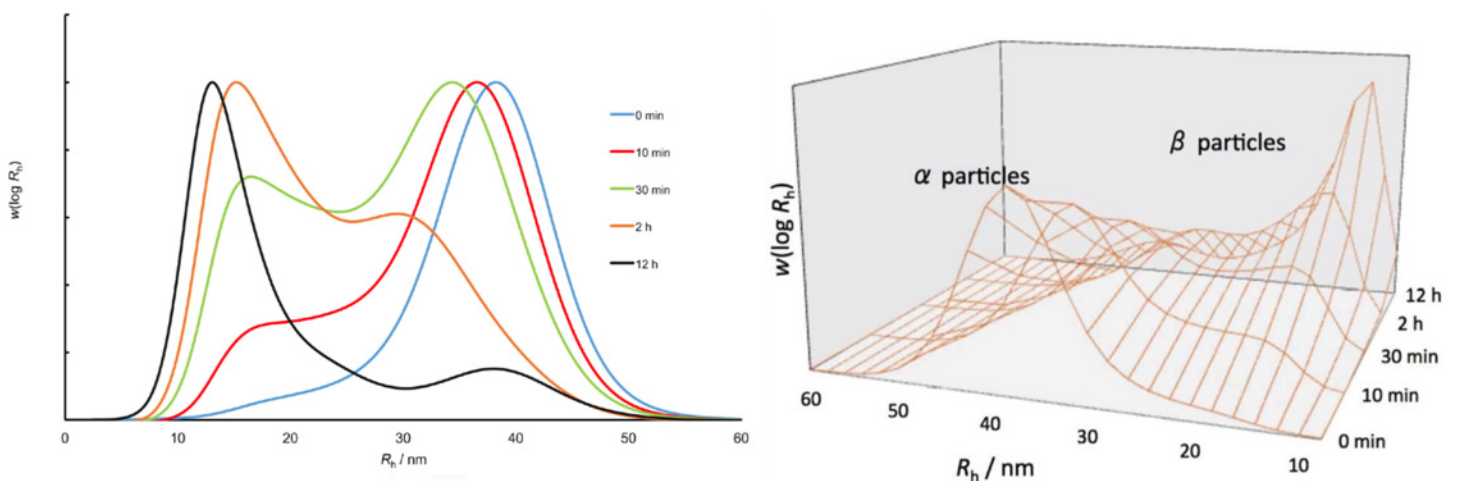 w(log Rh)
0 min
10 min
30 min
2 h
12 h
0 10 20 30 40 50 60
Rh / nm
α particles
β particles
w(log Rh)
12 h
2 h
30 min
10 min
0 min
60 50 40 30 20 10
Rh / nm